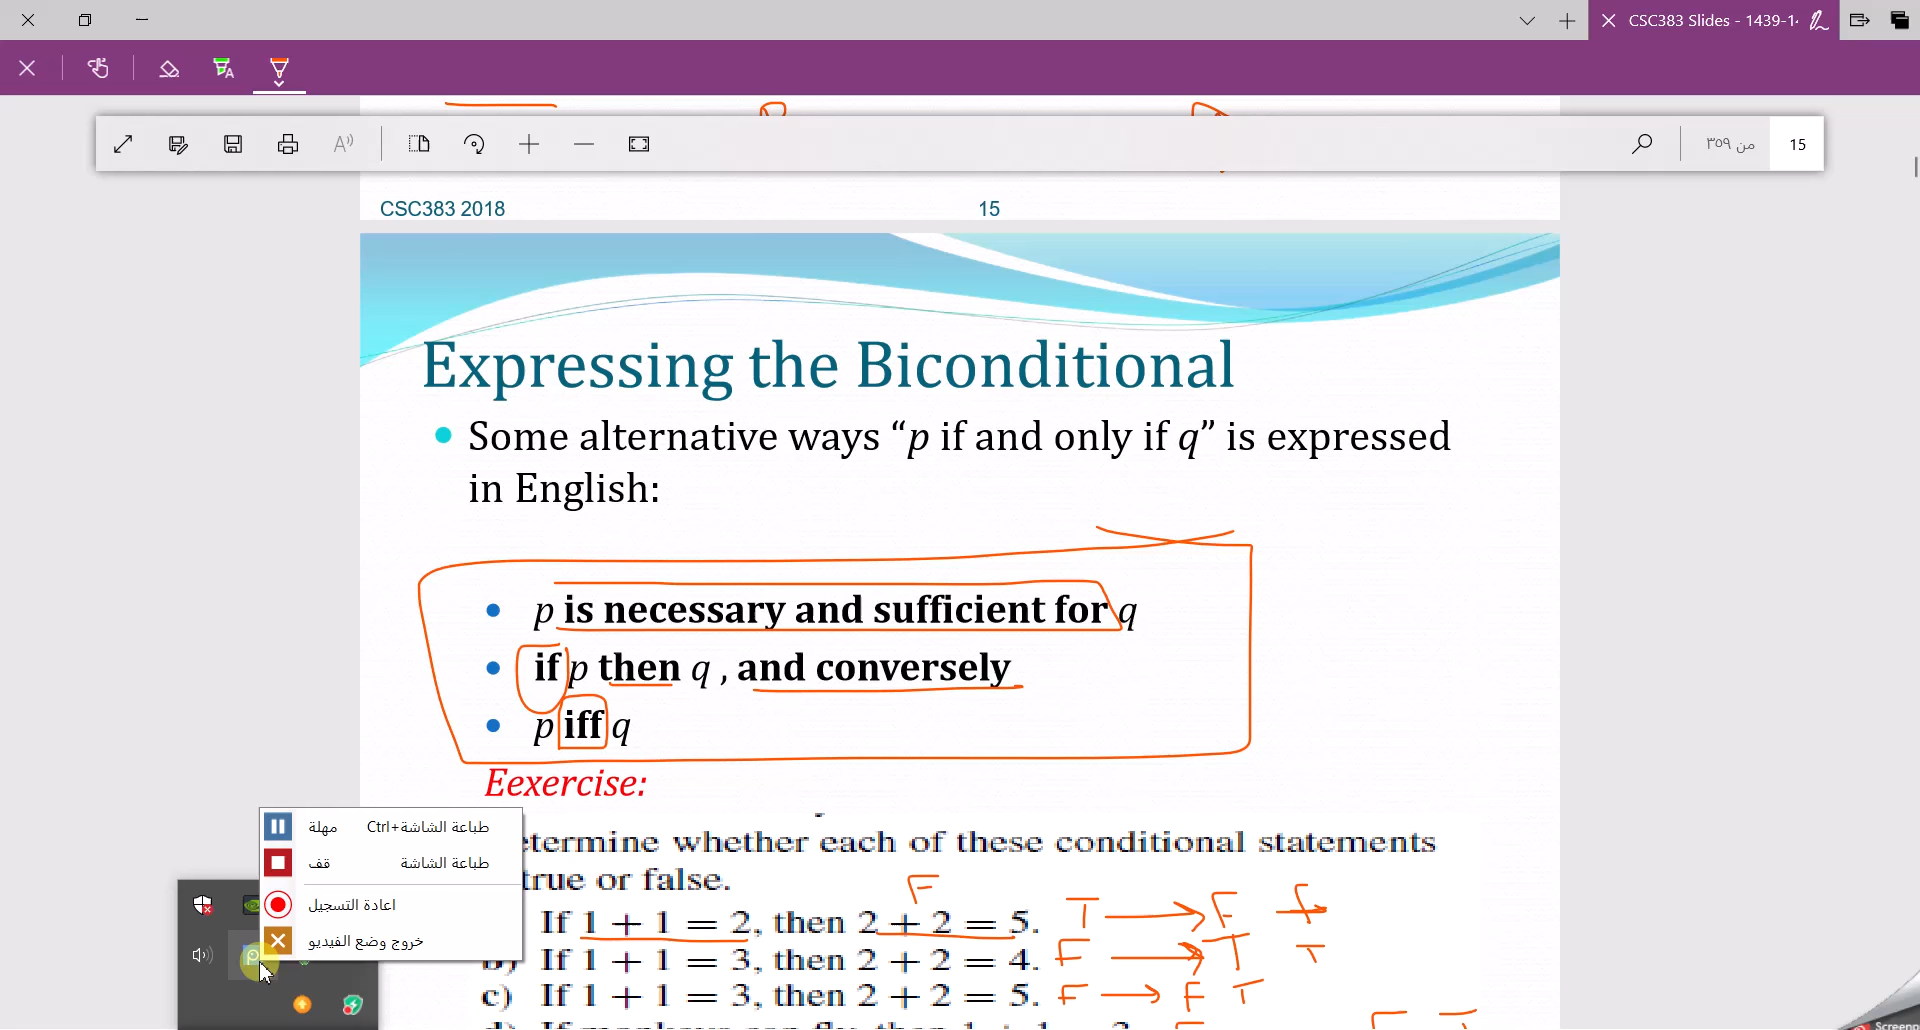 CSC383 Slides - 1439-1
15 من ٣٥٩
CSC383 2018
15
Expressing the Biconditional
Some alternative ways “p if and only if q” is expressed
in English:
p is necessary and sufficient for q
if p then q , and conversely
p iff q
Eexercise:
مهلة طباعة الشاشة+Ctrl
قف طباعة الشاشة
اعادة التسجيل
خروج وضع الفيديو
etermine whether each of these conditional statements
true or false.
F
If 1 + 1 = 2, then 2 + 2 = 5. T → F F
b) If 1 + 1 = 3, then 2 + 2 = 4. F → T T
c) If 1 + 1 = 3, then 2 + 2 = 5. F → F T